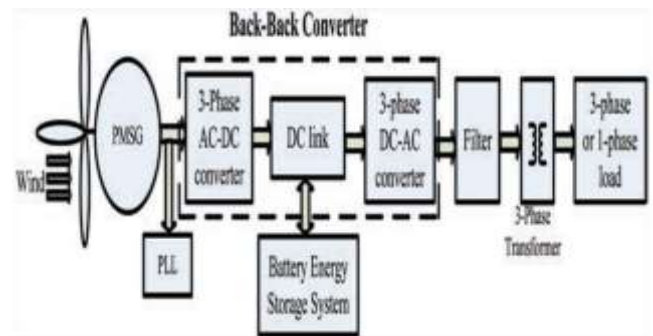 Back-Back Converter
Wind
PMSG
3-Phase
AC-DC
converter
DC link
3-phase
DC-AC
converter
Filter
3-Phase
Transformer
3-phase
or 1-phase
load
PLL
Battery Energy
Storage System